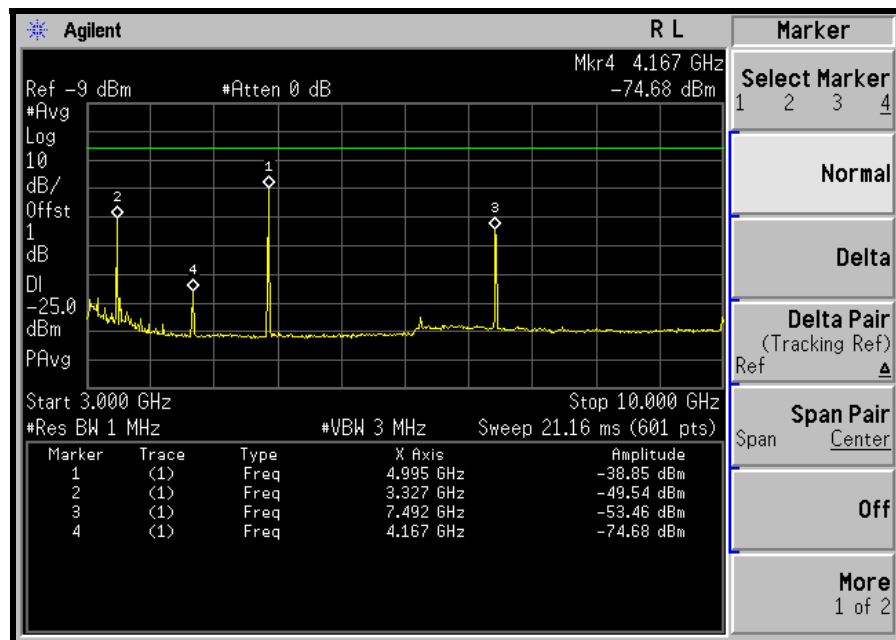 Agilent R L
Mkr4 4.167 GHz
Ref -9 dBm #Atten 0 dB -74.68 dBm
#Avg
Log
10
dB/
Offst
1
dB
DI
-25.0
dBm
PAvg
1
2
3
4
Start 3.000 GHz Stop 10.000 GHz
#Res BW 1 MHz #VBW 3 MHz Sweep 21.16 ms (601 pts)
Marker Trace Type X Axis Amplitude
1 (1) Freq 4.995 GHz -38.85 dBm
2 (1) Freq 3.327 GHz -49.54 dBm
3 (1) Freq 7.492 GHz -53.46 dBm
4 (1) Freq 4.167 GHz -74.68 dBm
Marker
Select Marker
1 2 3 4
Normal
Delta
Delta Pair
(Tracking Ref)
Ref Δ
Span Pair
Span Center
Off
More
1 of 2